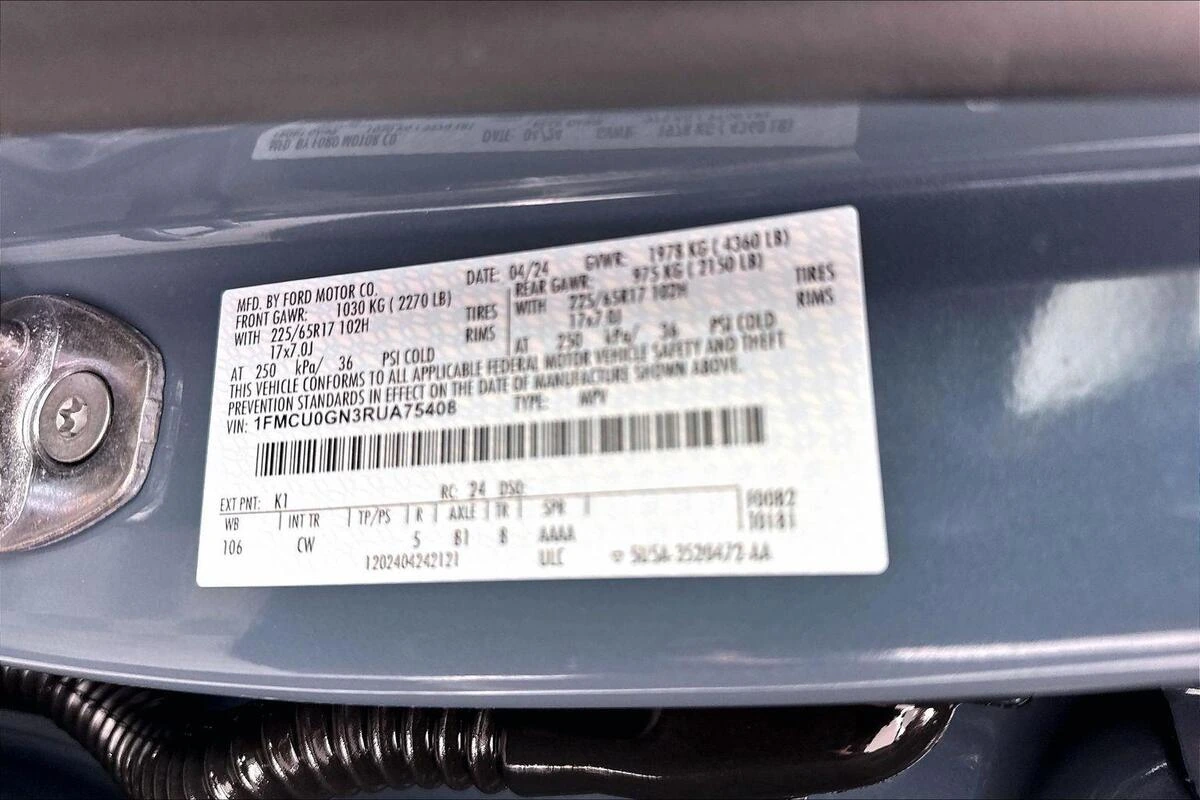 MFD. BY FORD MOTOR CO. DATE: 04/24 GVWR: 1978 KG ( 4360 LB)
FRONT GAWR: 1030 KG ( 2270 LB) REAR GAWR: 975 KG ( 2150 LB)
WITH 225/65R17 102H TIRES WITH 225/65R17 102H TIRES
17x7.0J RIMS 17x7.0J RIMS
AT 250 kPa/ 36 PSI COLD AT 250 kPa/ 36 PSI COLD
THIS VEHICLE CONFORMS TO ALL APPLICABLE FEDERAL MOTOR VEHICLE SAFETY AND THEFT
PREVENTION STANDARDS IN EFFECT ON THE DATE OF MANUFACTURE SHOWN ABOVE.
VIN: 1FMCU0GN3RUA75408 TYPE: MPV
EXT PNT: K1 RC: 24 DSO:
WB INT TR TP/PS R AXLE TR SPR
106 CW 5 81 8 AAAA
1202404242121 ULC